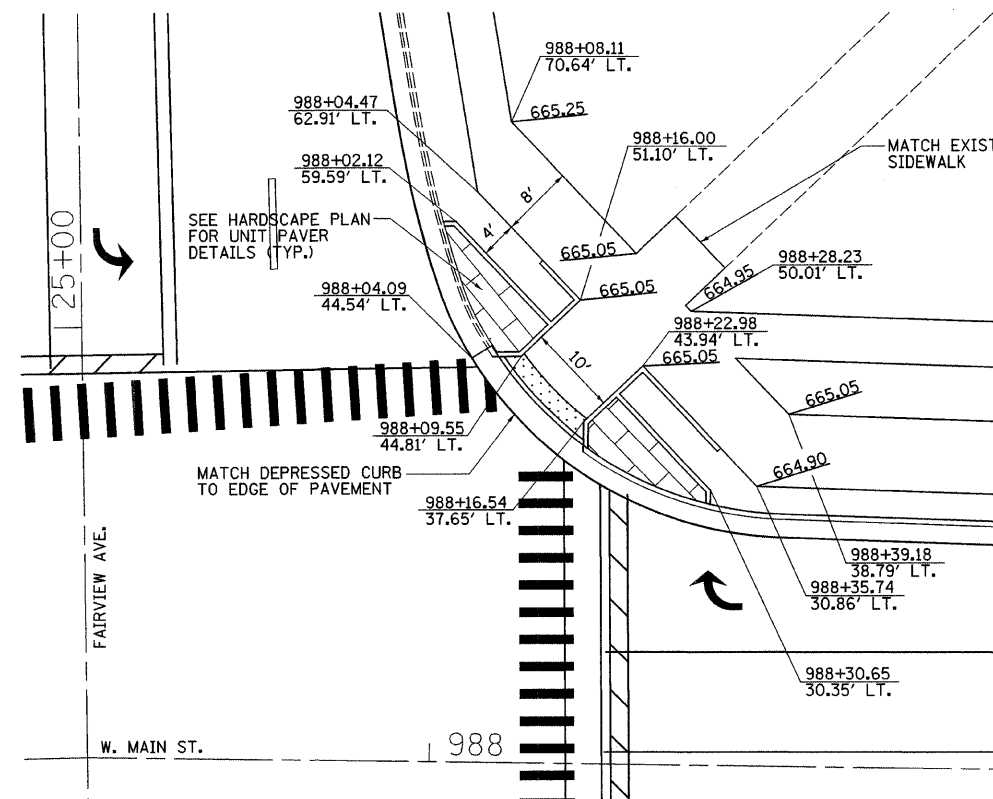 988+08.11
70.64' LT.
988+04.47
62.91' LT.
665.25
988+16.00
51.10' LT.
MATCH EXIST
SIDEWALK
988+02.12
59.59' LT.
8'
4'
SEE HARDSCAPE PLAN
FOR UNIT PAVER
DETAILS (TYP.)
25+00
665.05
988+28.23
50.01' LT.
664.95
988+04.09
44.54' LT.
665.05
988+22.98
43.94' LT.
665.05
10'
665.05
988+09.55
44.81' LT.
664.90
MATCH DEPRESSED CURB
TO EDGE OF PAVEMENT
988+16.54
37.65' LT.
FAIRVIEW AVE.
988+39.18
38.79' LT.
988+35.74
30.86' LT.
988+30.65
30.35' LT.
W. MAIN ST.
988